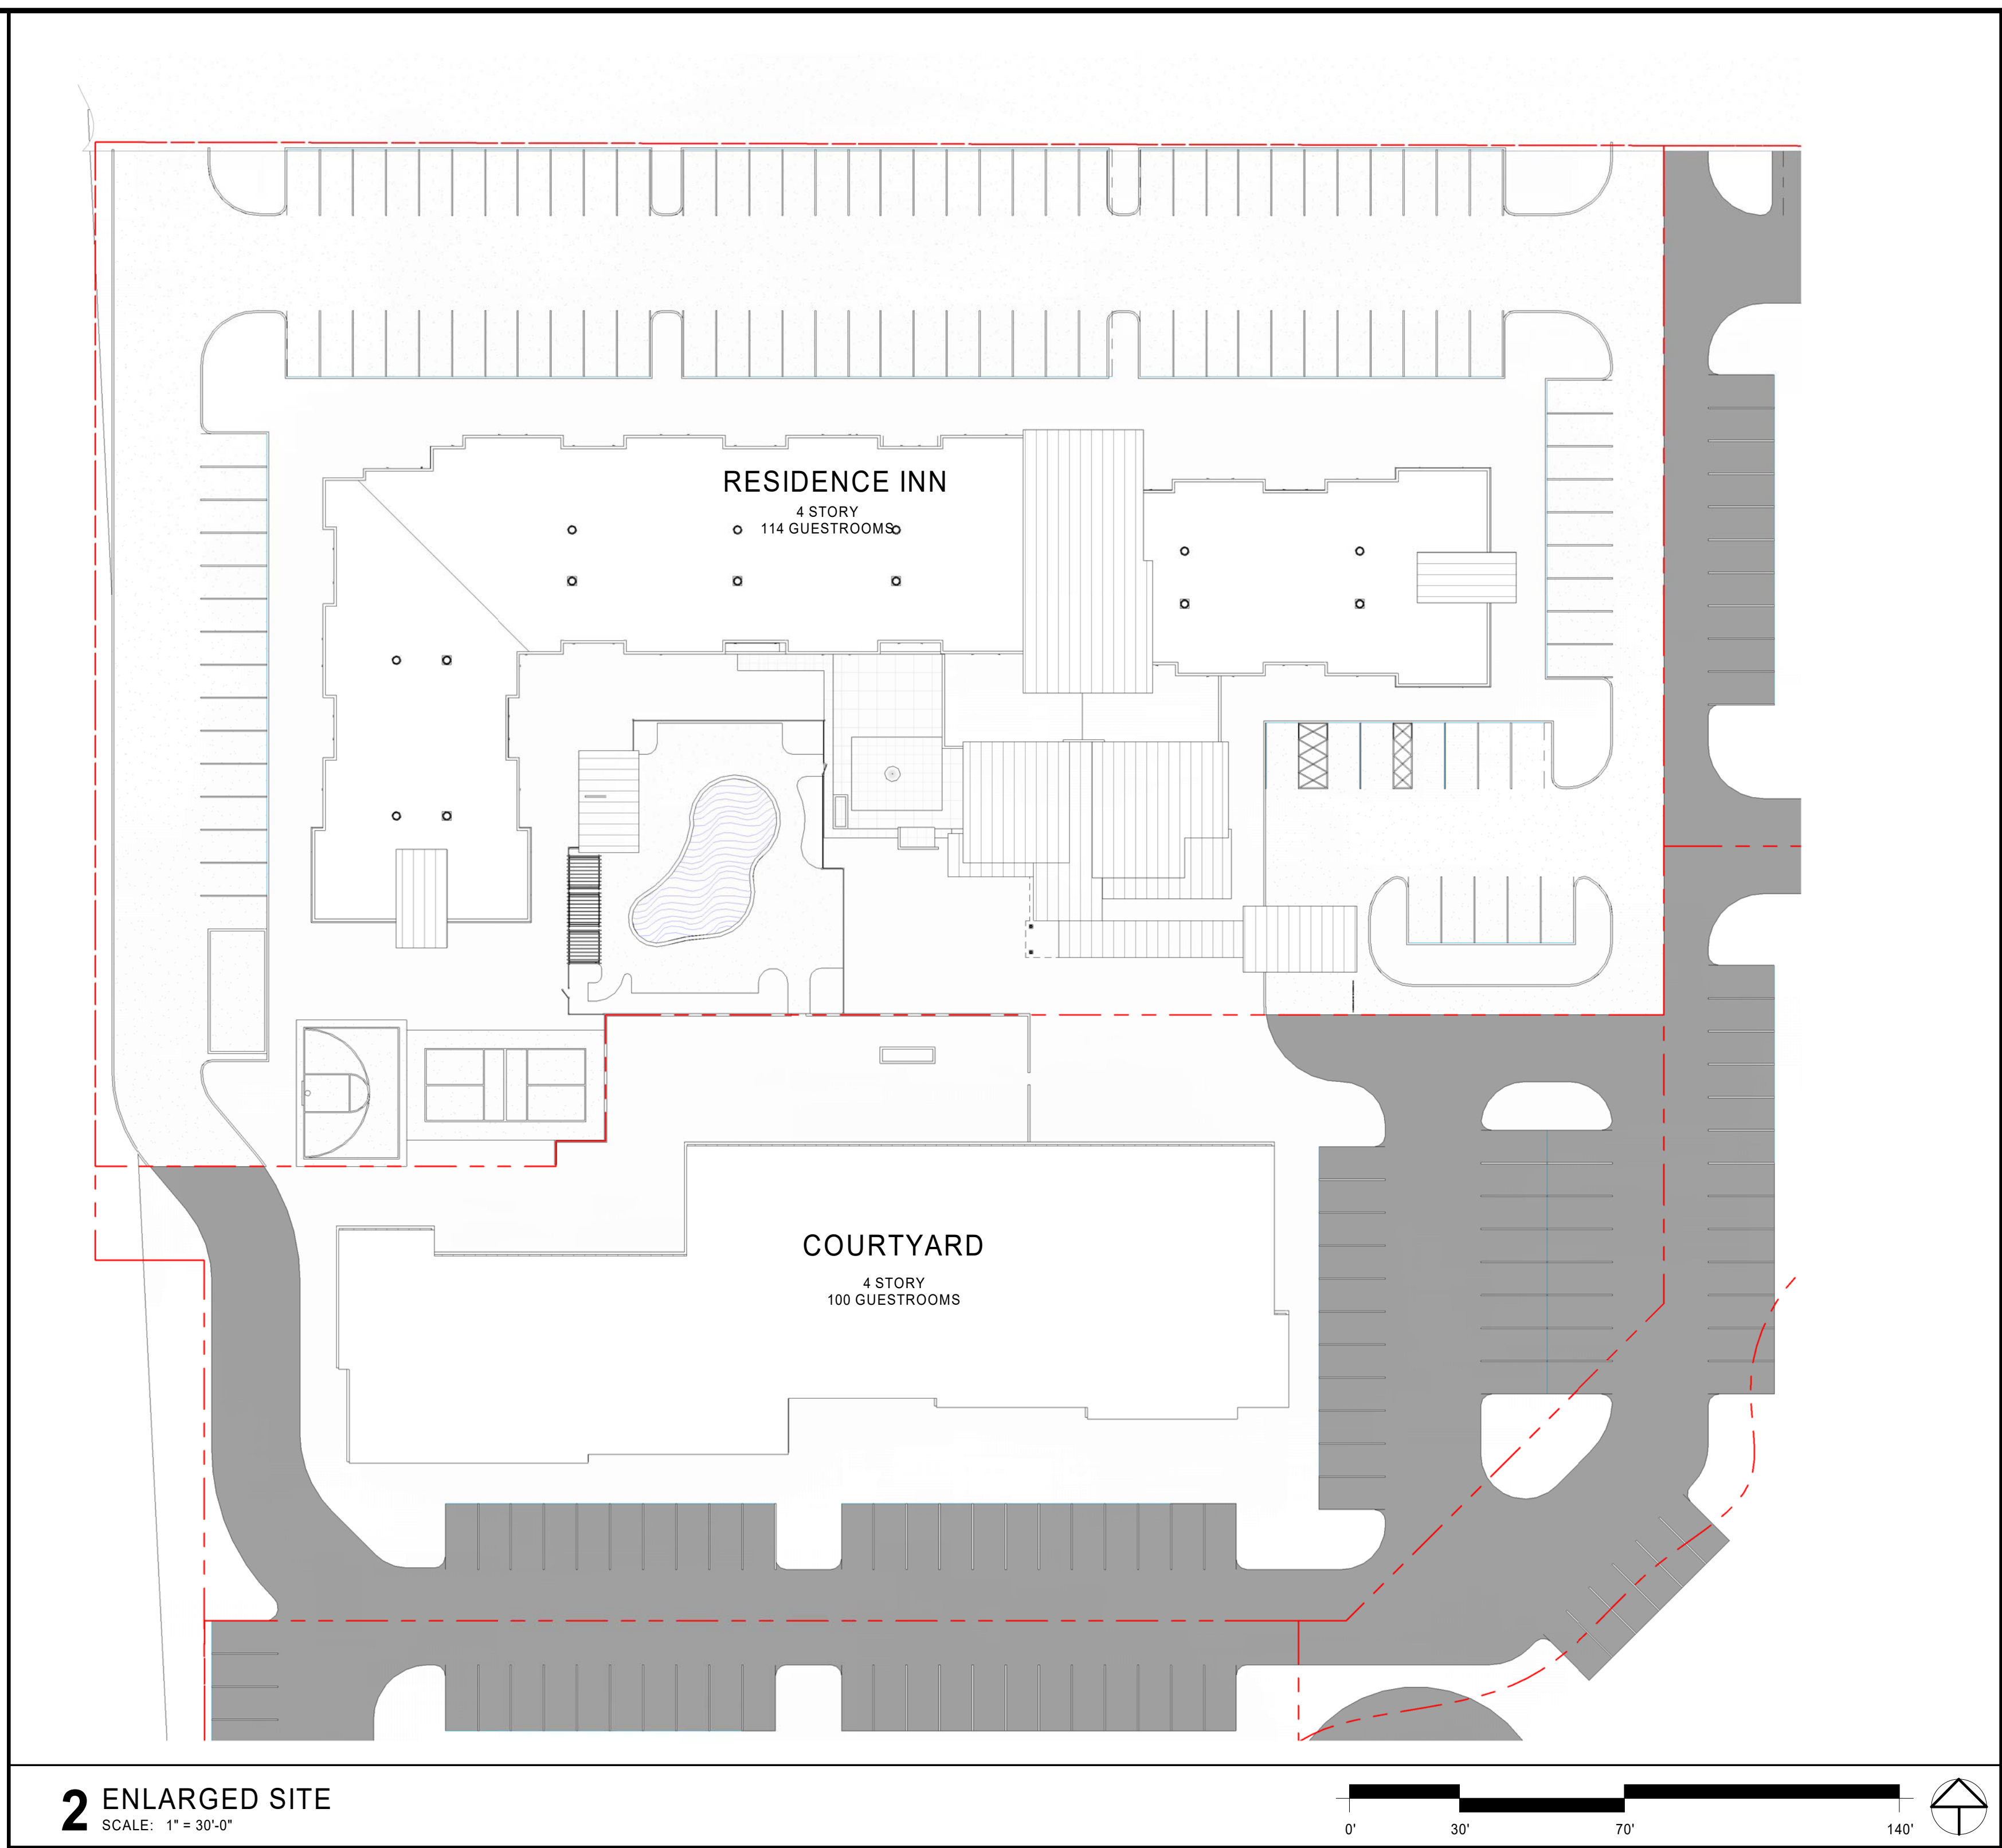 RESIDENCE INN
4 STORY
114 GUESTROOMS
COURTYARD
4 STORY
100 GUESTROOMS
2 ENLARGED SITE
SCALE: 1" = 30'-0"
0' 30' 70' 140'